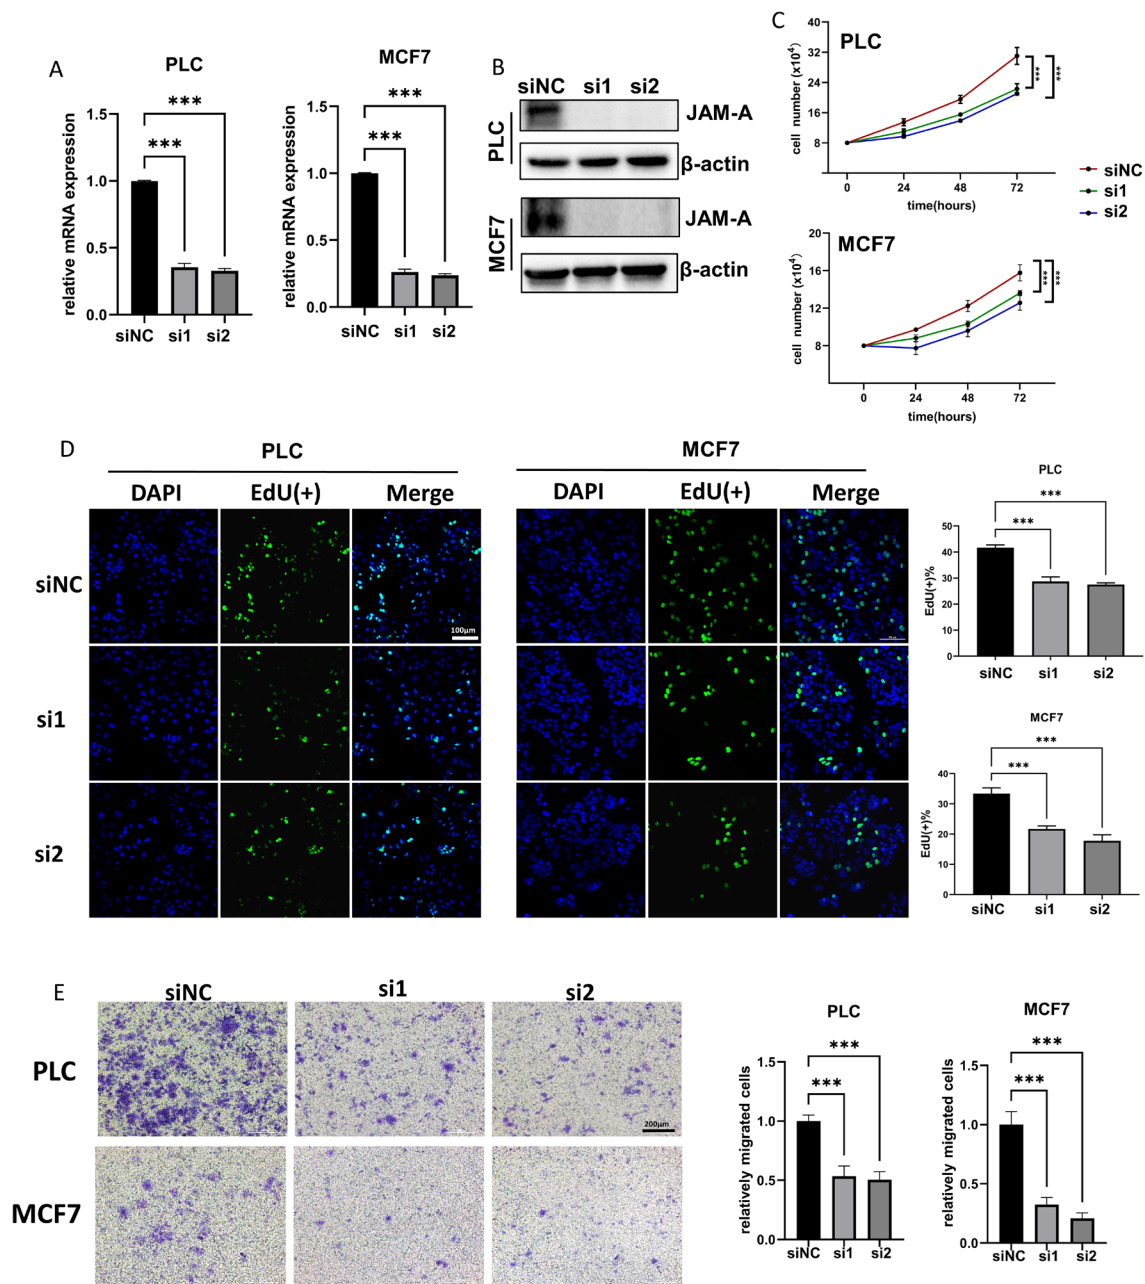 A
PLC
relative mRNA expression
1.5
1.0
0.5
0.0
***
***
siNC si1 si2
MCF7
relative mRNA expression
1.5
1.0
0.5
0.0
***
***
siNC si1 si2
B
siNC si1 si2
PLC
JAM-A
β-actin
MCF7
JAM-A
β-actin
C
PLC
cell number (x10⁴)
40
32
24
16
8
0 24 48 72
time(hours)
***
***
MCF7
cell number (x10⁴)
20
16
12
8
0 24 48 72
time(hours)
***
***
siNC
si1
si2
D
PLC
DAPI EdU(+) Merge
MCF7
DAPI EdU(+) Merge
siNC
100μm
si1
si2
PLC
EdU(+)%
50
40
30
20
10
0
***
***
siNC si1 si2
MCF7
EdU(+)%
40
30
20
10
0
***
***
siNC si1 si2
E
siNC si1 si2
PLC
200μm
MCF7
PLC
relatively migrated cells
1.5
1.0
0.5
0.0
***
***
siNC si1 si2
MCF7
relatively migrated cells
1.5
1.0
0.5
0.0
***
***
siNC si1 si2